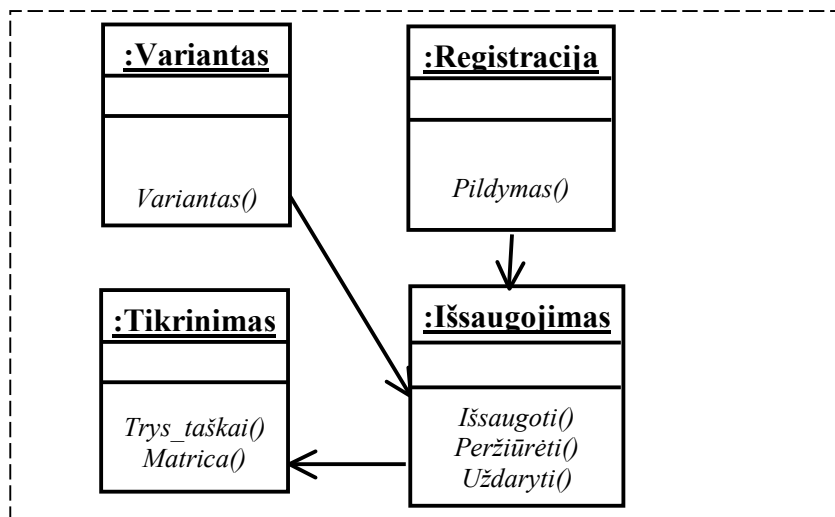 :Variantas
Variantas()
:Registracija
Pildymas()
:Tikrinimas
Trys_taškai()
Matrica()
:Išsaugojimas
Išsaugoti()
Peržiūrėti()
Uždaryti()